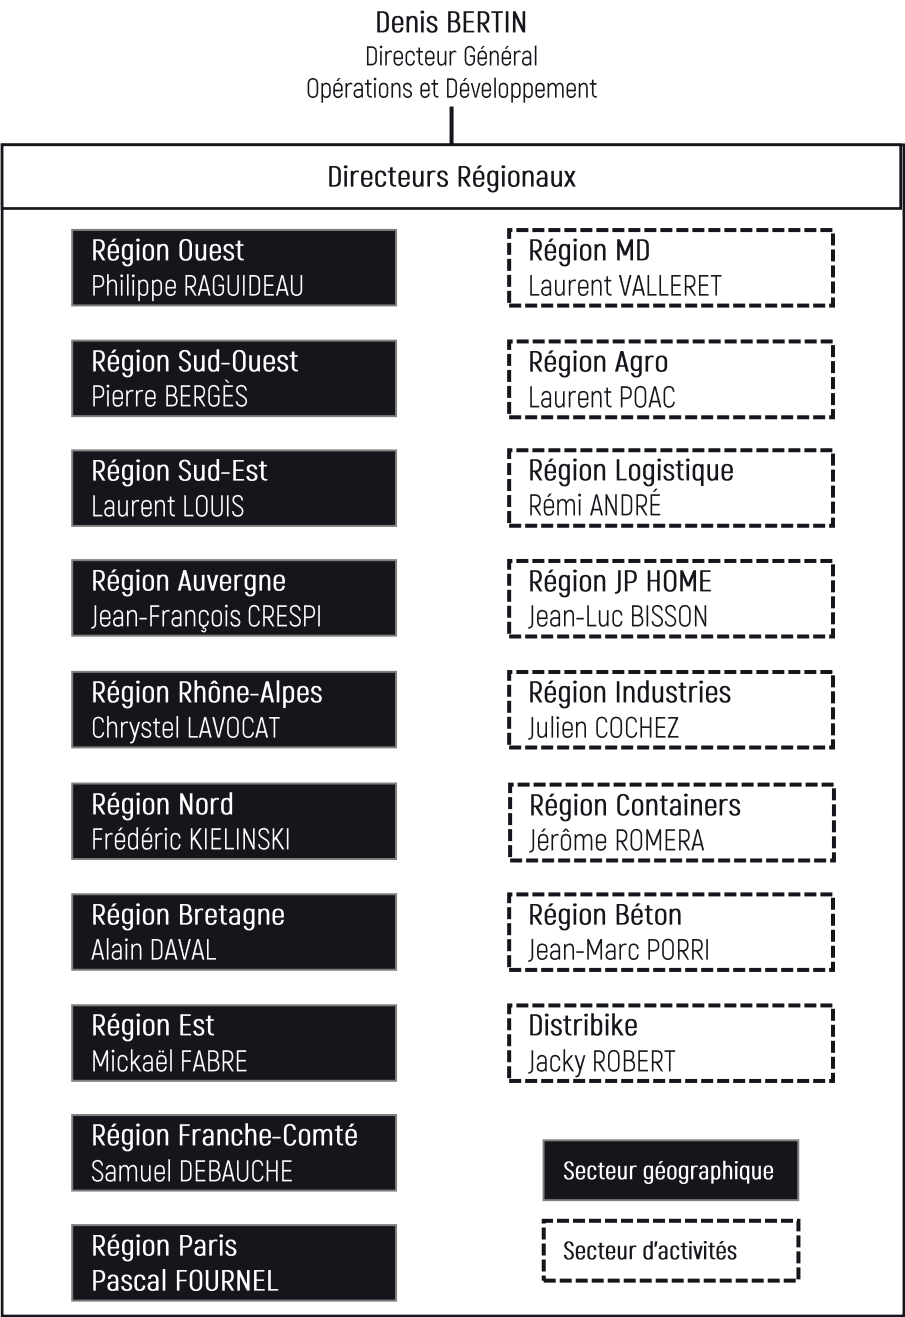 Denis BERTIN
Directeur Général
Opérations et Développement
Directeurs Régionaux
Région Ouest
Philippe RAGUIDEAU
Région Sud-Ouest
Pierre BERGÈS
Région Sud-Est
Laurent LOUIS
Région Auvergne
Jean-François CRESPI
Région Rhône-Alpes
Chrystel LAVOCAT
Région Nord
Frédéric KIELINSKI
Région Bretagne
Alain DAVAL
Région Est
Mickaël FABRE
Région Franche-Comté
Samuel DEBAUCHE
Région Paris
Pascal FOURNEL
Région MD
Laurent VALLERET
Région Agro
Laurent POAC
Région Logistique
Rémi ANDRÉ
Région JP HOME
Jean-Luc BISSON
Région Industries
Julien COCHEZ
Région Containers
Jérôme ROMERA
Région Béton
Jean-Marc PORRI
Distribike
Jacky ROBERT
Secteur géographique
Secteur d'activités